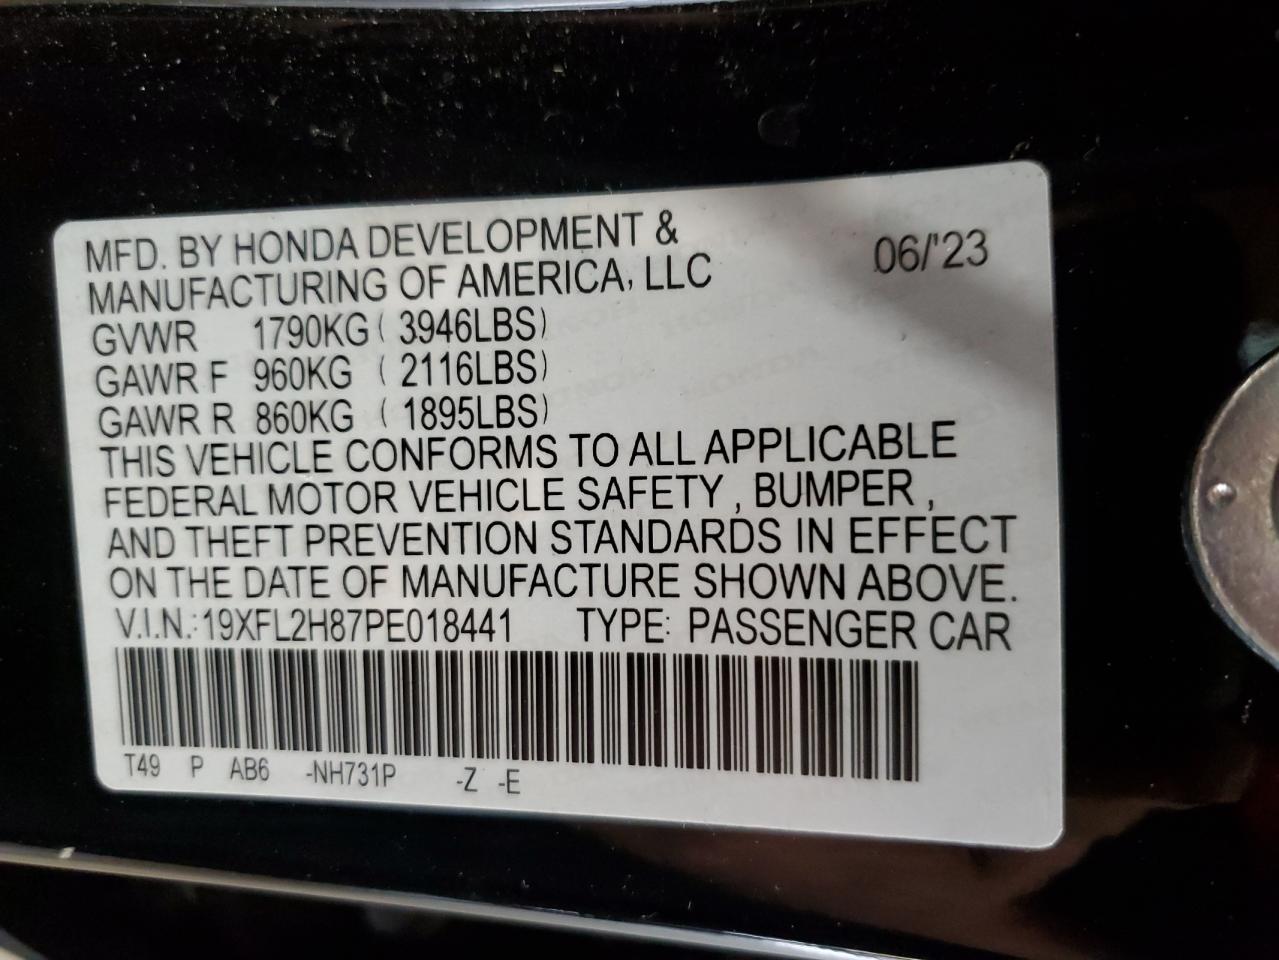 MFD. BY HONDA DEVELOPMENT & 06/'23
MANUFACTURING OF AMERICA, LLC
GVWR 1790KG ( 3946LBS)
GAWR F 960KG ( 2116LBS)
GAWR R 860KG ( 1895LBS)
THIS VEHICLE CONFORMS TO ALL APPLICABLE
FEDERAL MOTOR VEHICLE SAFETY , BUMPER ,
AND THEFT PREVENTION STANDARDS IN EFFECT
ON THE DATE OF MANUFACTURE SHOWN ABOVE.
V.I.N.:19XFL2H87PE018441 TYPE: PASSENGER CAR
T49 P AB6 -NH731P -Z -E